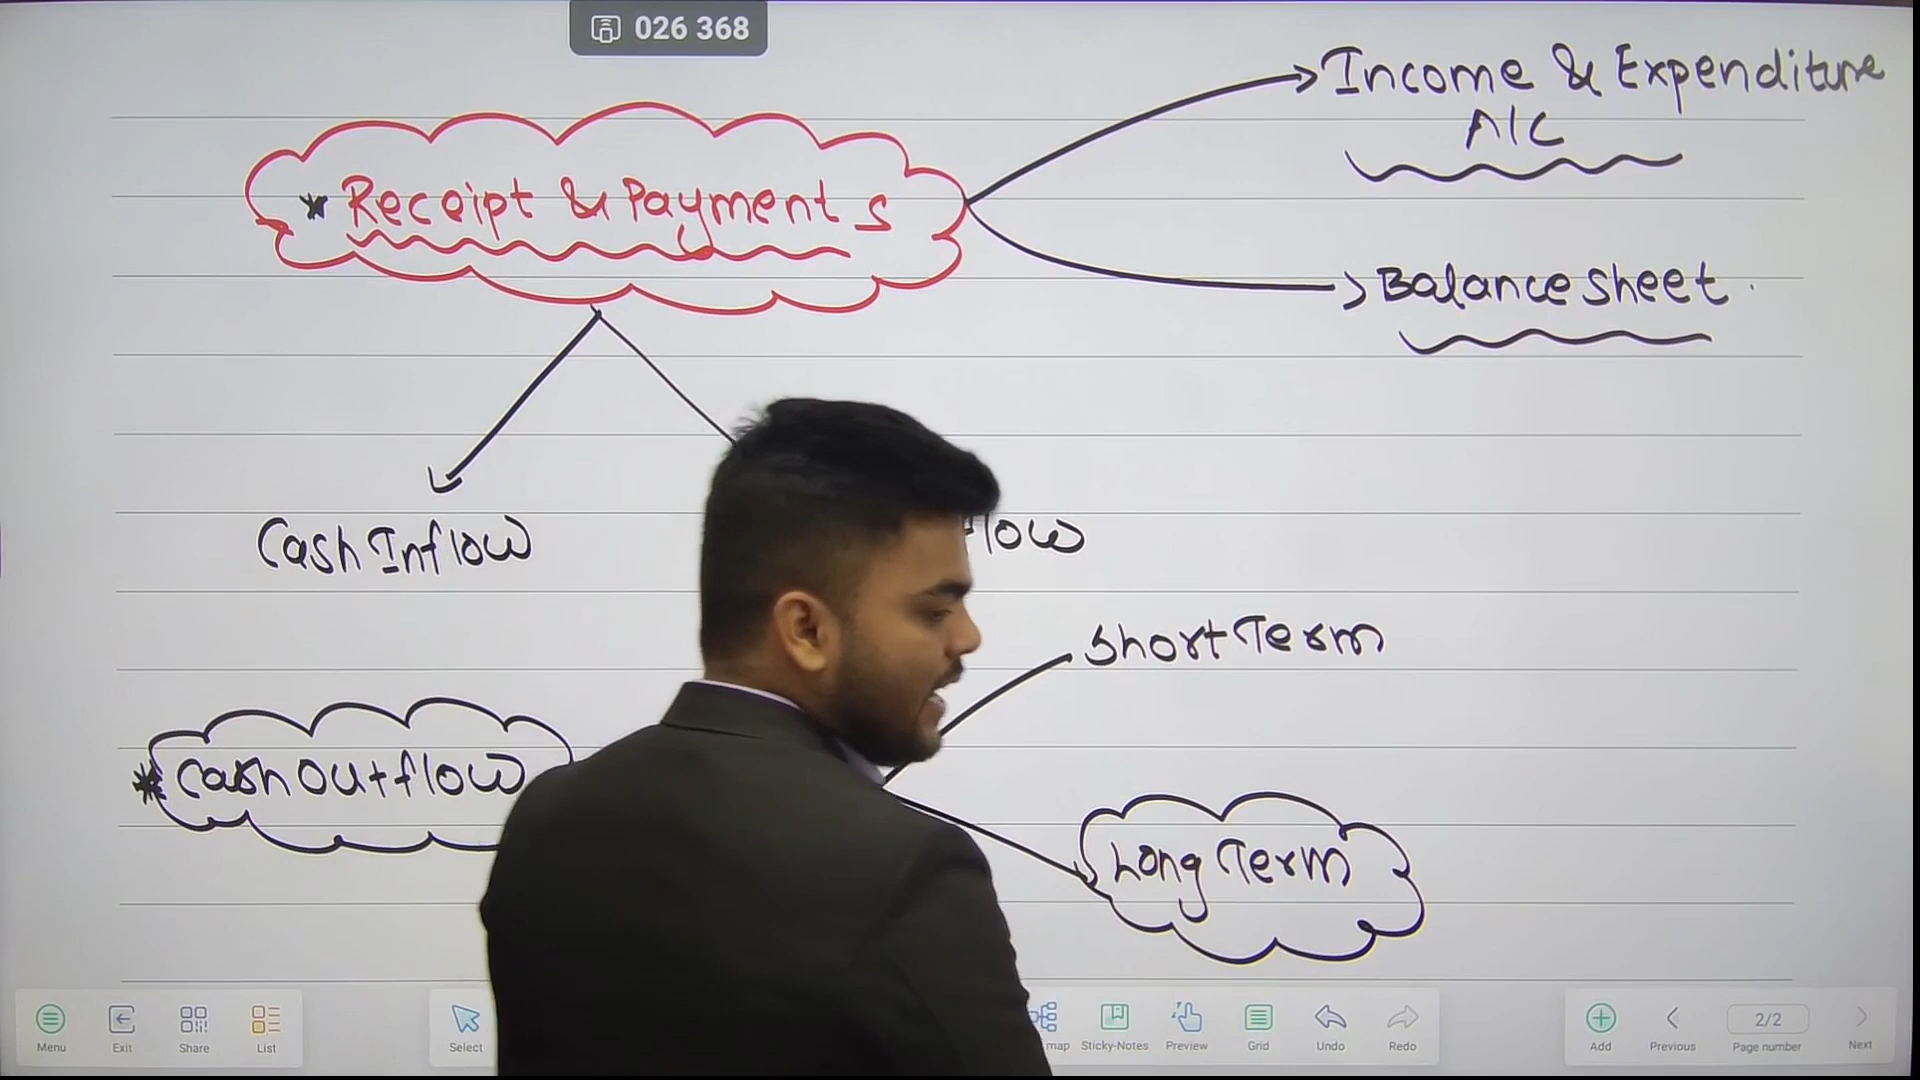 026 368
Income & Expenditure
A/C
* Receipt & Payments
Balance sheet
Cash Inflow
flow
Short Term
* Cash Outflow
Long Term
Menu
Exit
Share
List
Select
map
Sticky-Notes
Preview
Grid
Undo
Redo
Add
Previous
2/2
Page number
Next